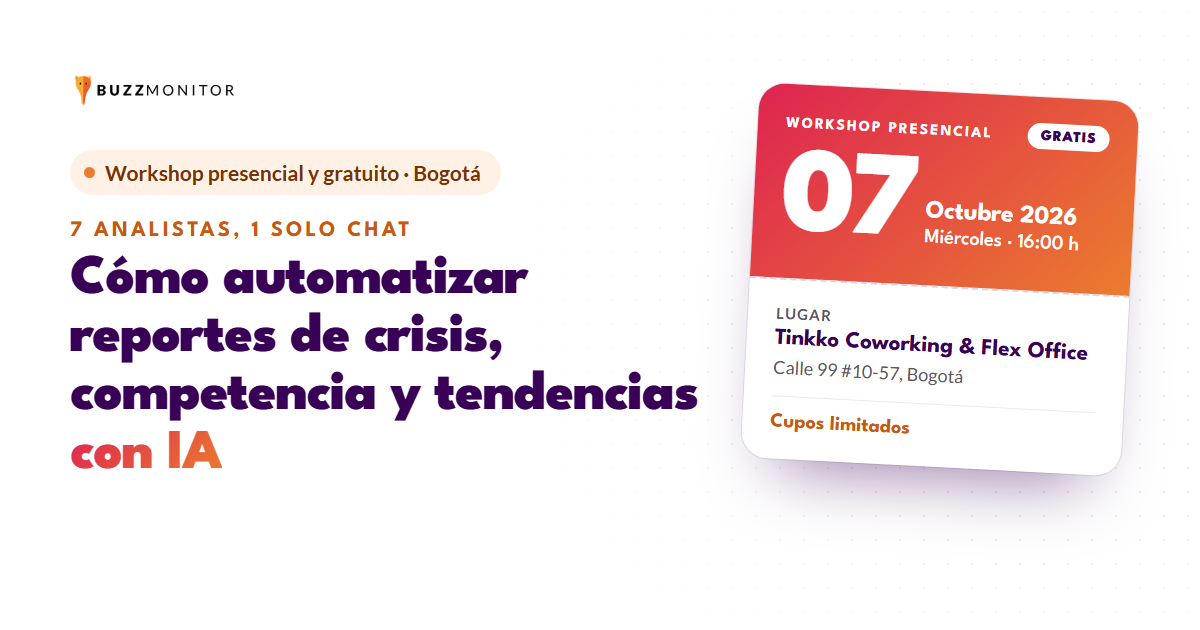 BUZZMONITOR
Workshop presencial y gratuito · Bogotá
7 ANALISTAS, 1 SOLO CHAT
Cómo automatizar
reportes de crisis,
competencia y tendencias
con IA
WORKSHOP PRESENCIAL
GRATIS
07
Octubre 2026
Miércoles · 16:00 h
LUGAR
Tinkko Coworking & Flex Office
Calle 99 #10-57, Bogotá
Cupos limitados